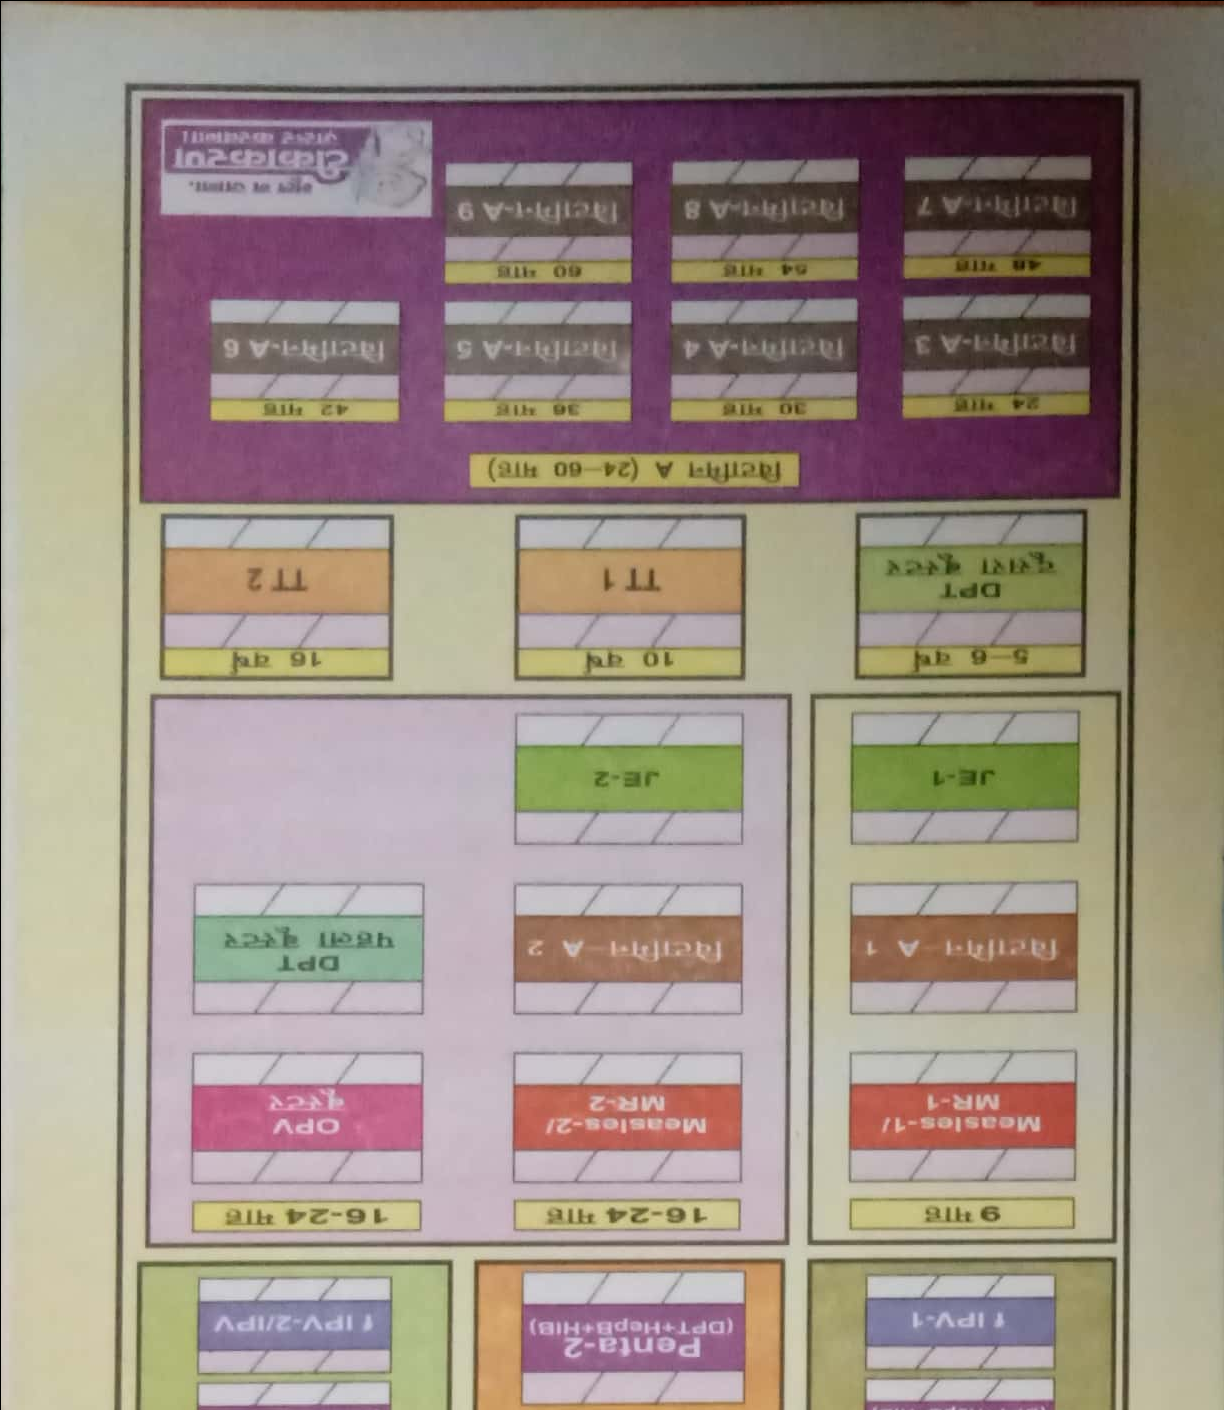 f IPV-1
Penta-2
(DPT+HepB+HIB)
f IPV-2/IPV
9 माह
16-24 माह
16-24 माह
Measles-1/
MR-1
Measles-2/
MR-2
OPV
बूस्टर
विटामिन–A 1
विटामिन–A 2
DPT
पहला बूस्टर
JE-1
JE-2
5–6 वर्ष
10 वर्ष
16 वर्ष
DPT
दूसरा बूस्टर
TT 1
TT 2
विटामिन A (24–60 माह)
24 माह
30 माह
36 माह
42 माह
विटामिन-A 3
विटामिन-A 4
विटामिन-A 5
विटामिन-A 6
48 माह
54 माह
60 माह
विटामिन-A 7
विटामिन-A 8
विटामिन-A 9
भूल न जाना,
टीकाकरण
ज़रूर करवाना।